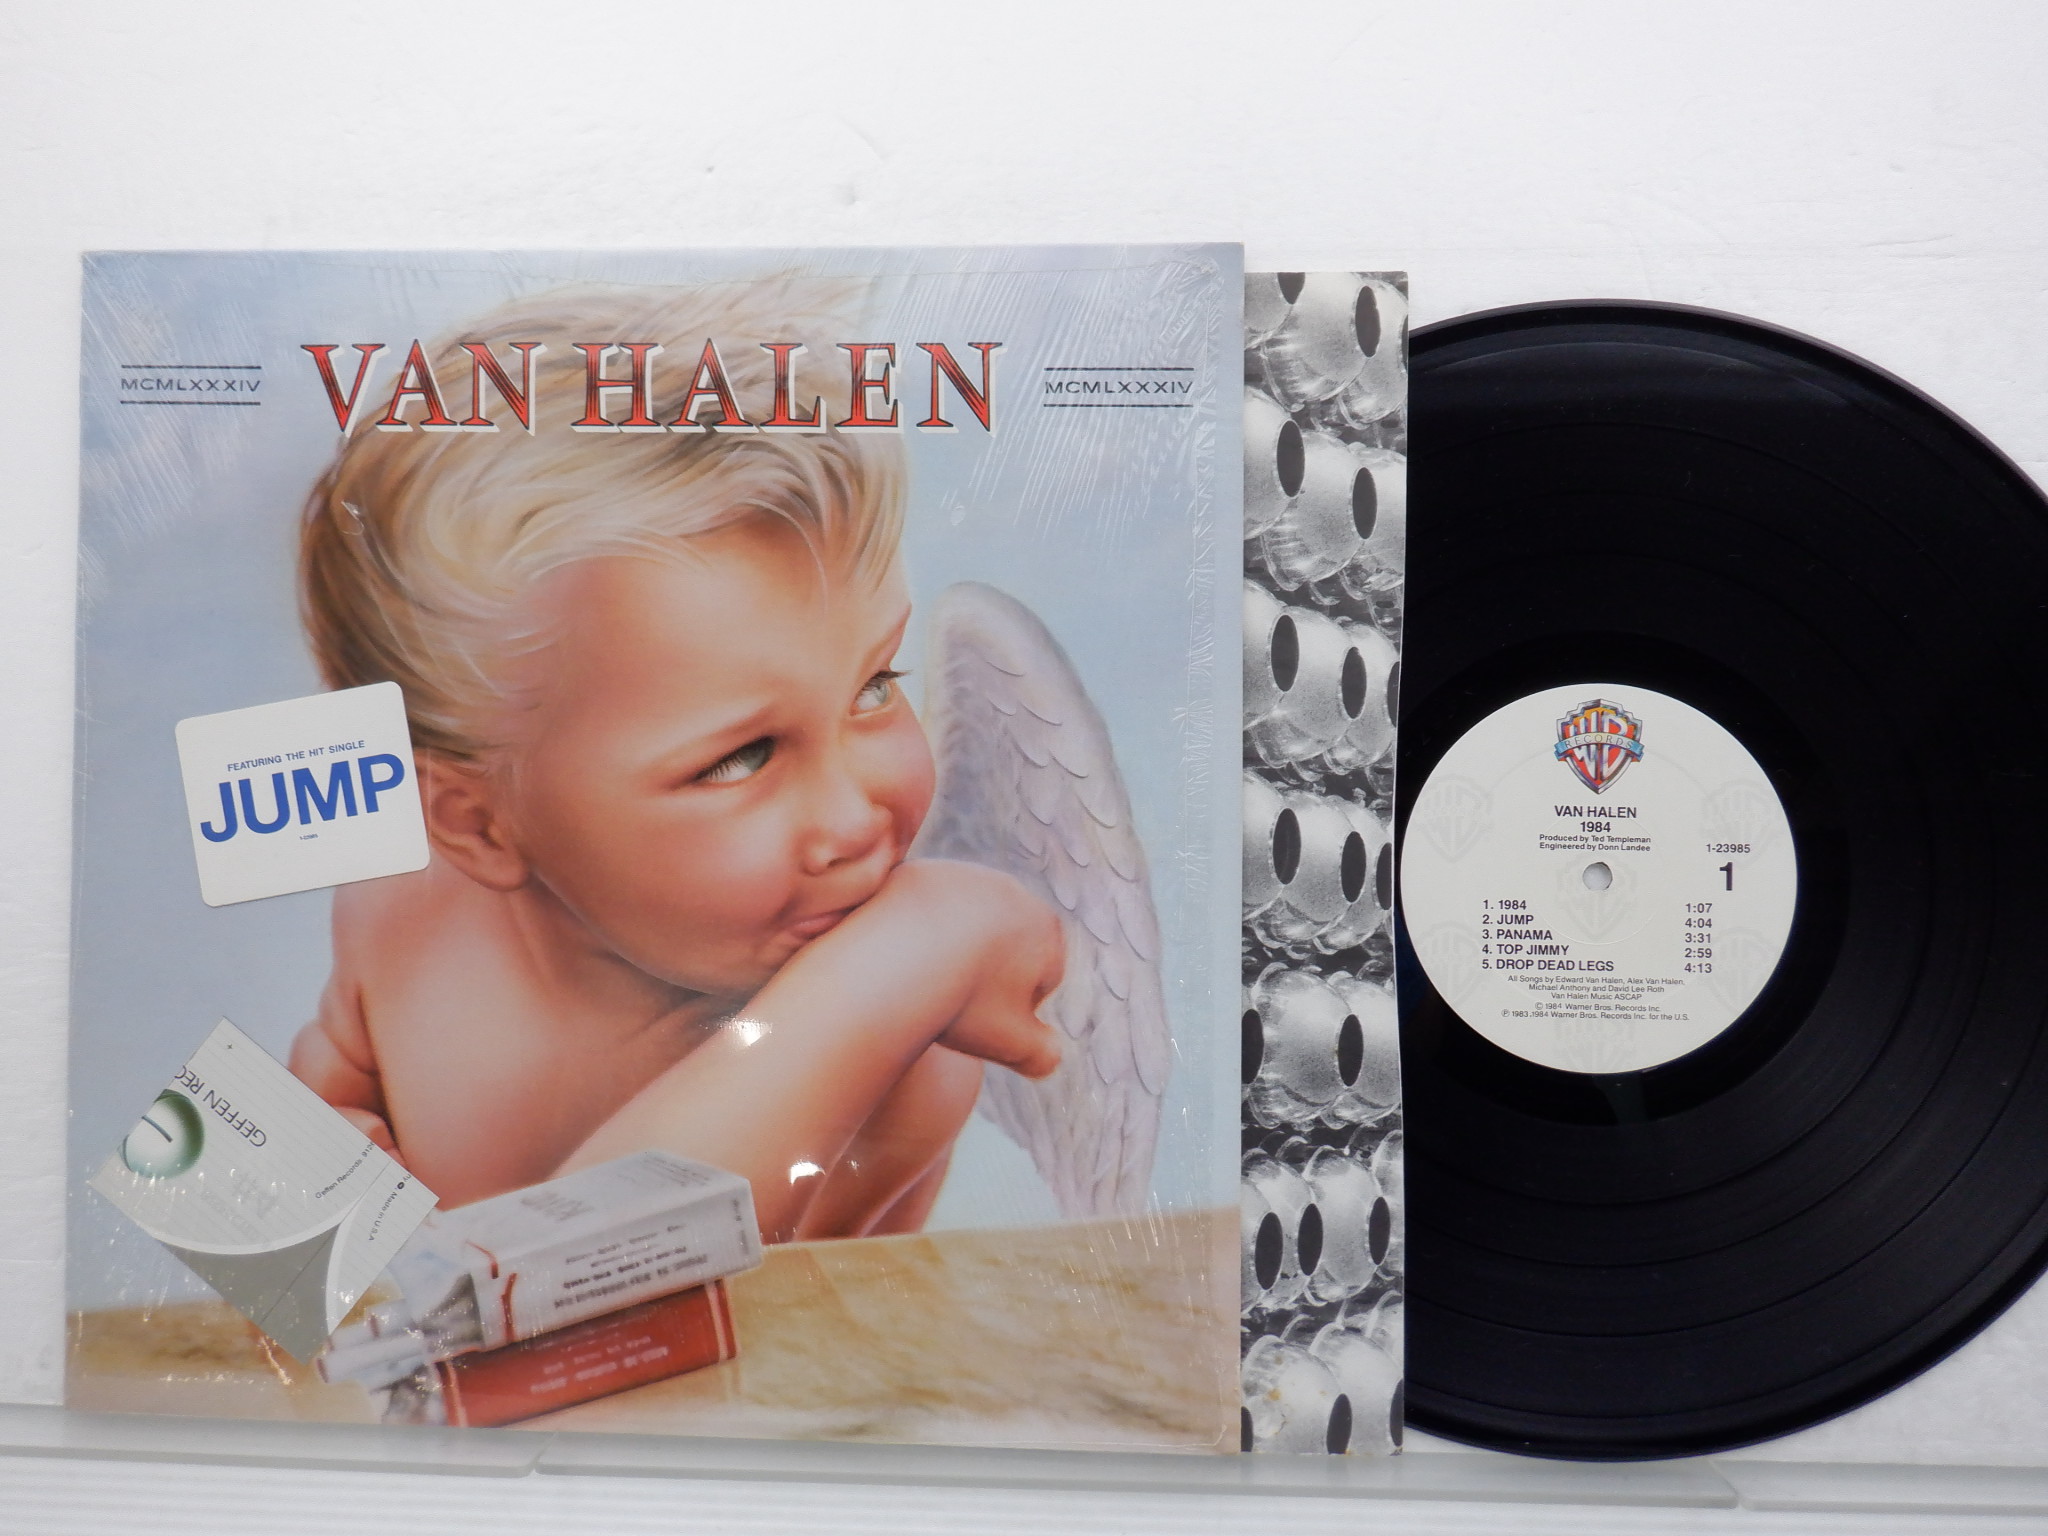 VAN HALEN
MCMLXXXIV
MCMLXXXIV
FEATURING THE HIT SINGLE
JUMP
GEFFEN REC
Geffen Records
Made in U.S.A
WB
RECORDS
VAN HALEN
1984
Produced by Ted Templeman
Engineered by Donn Landee
1-23985
1
1. 1984 1:07
2. JUMP 4:04
3. PANAMA 3:31
4. TOP JIMMY 2:59
5. DROP DEAD LEGS 4:13
All Songs by Edward Van Halen, Alex Van Halen,
Michael Anthony and David Lee Roth
Van Halen Music ASCAP
© 1984 Warner Bros. Records Inc.
℗ 1983, 1984 Warner Bros. Records Inc. for the U.S.